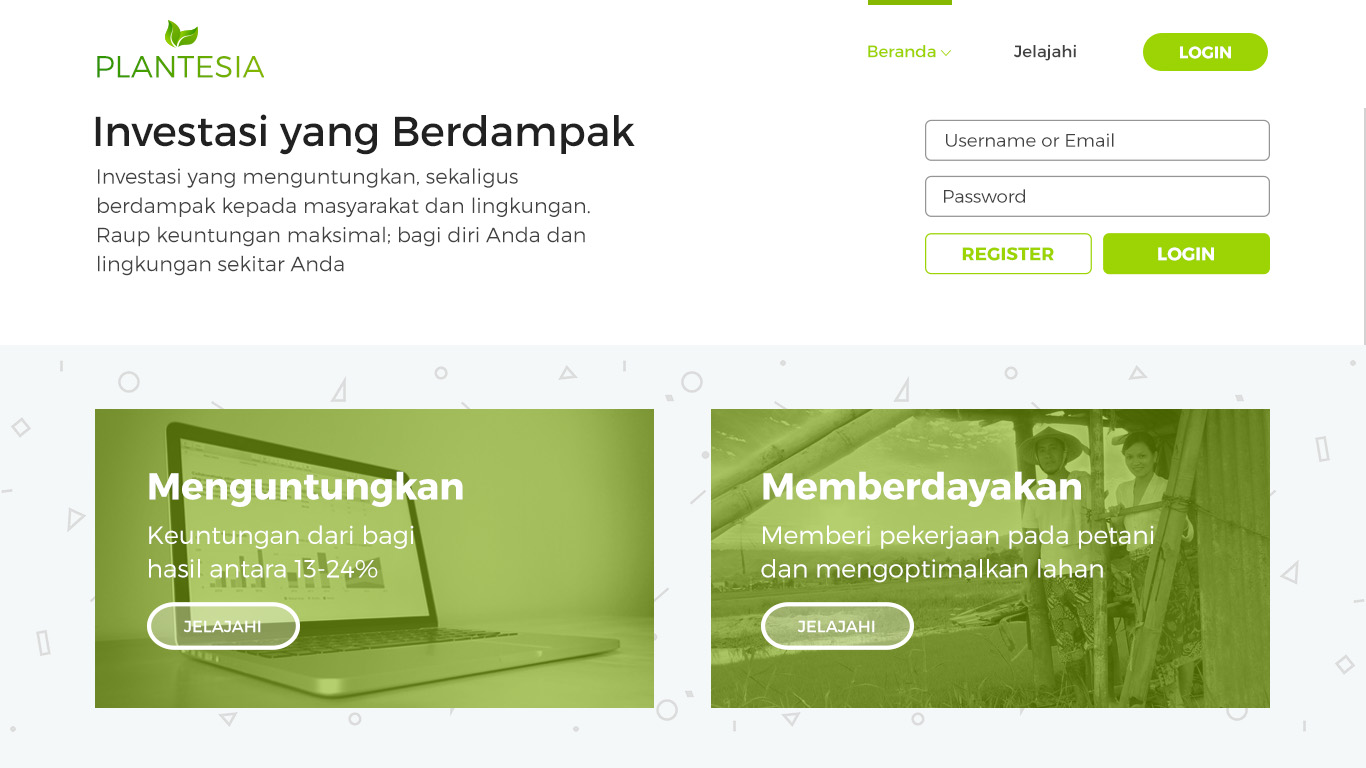 PLANTESIA
Beranda
Jelajahi
LOGIN
Investasi yang Berdampak
Investasi yang menguntungkan, sekaligus
berdampak kepada masyarakat dan lingkungan.
Raup keuntungan maksimal; bagi diri Anda dan
lingkungan sekitar Anda
Username or Email
Password
REGISTER
LOGIN
Menguntungkan
Keuntungan dari bagi
hasil antara 13-24%
JELAJAHI
Memberdayakan
Memberi pekerjaan pada petani
dan mengoptimalkan lahan
JELAJAHI